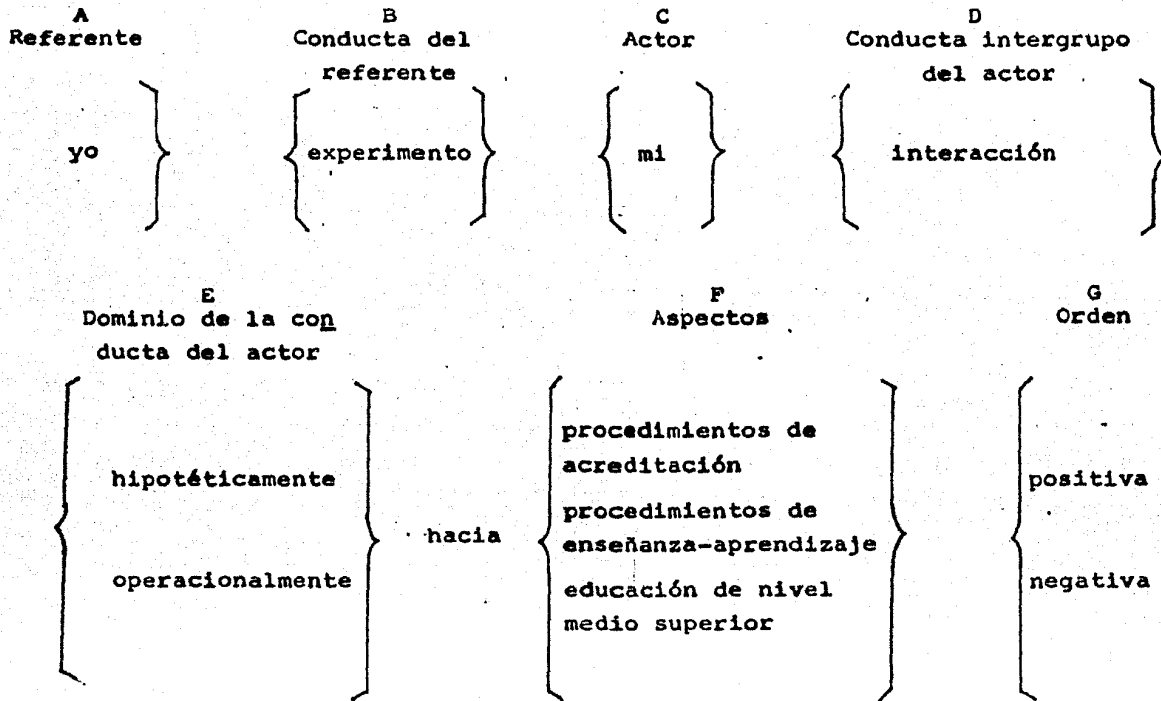 A B C D
Referente Conducta del Actor Conducta intergrupo
referente del actor
yo experimento mi interacción
E F G
Dominio de la con Aspectos Orden
ducta del actor
procedimientos de
acreditación
hipotéticamente positiva
procedimientos de
hacia enseñanza-aprendizaje
operacionalmente educación de nivel negativa
medio superior